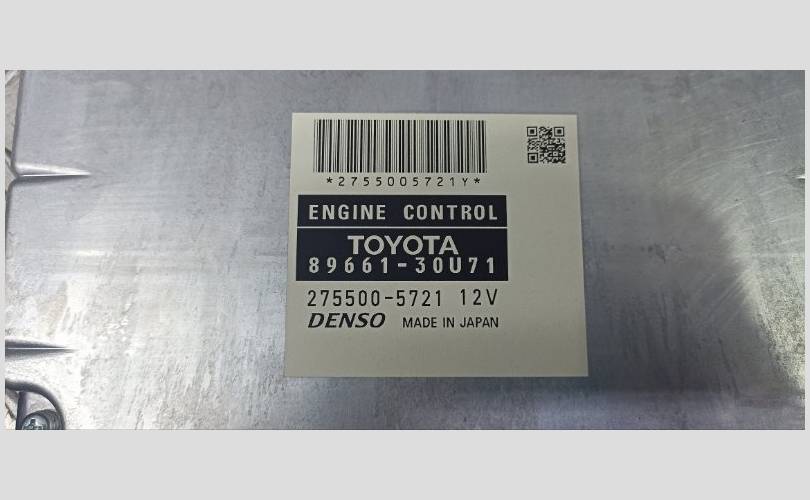 *2755005721Y*
ENGINE CONTROL
TOYOTA
89661-30U71
275500-5721 12V
DENSO MADE IN JAPAN